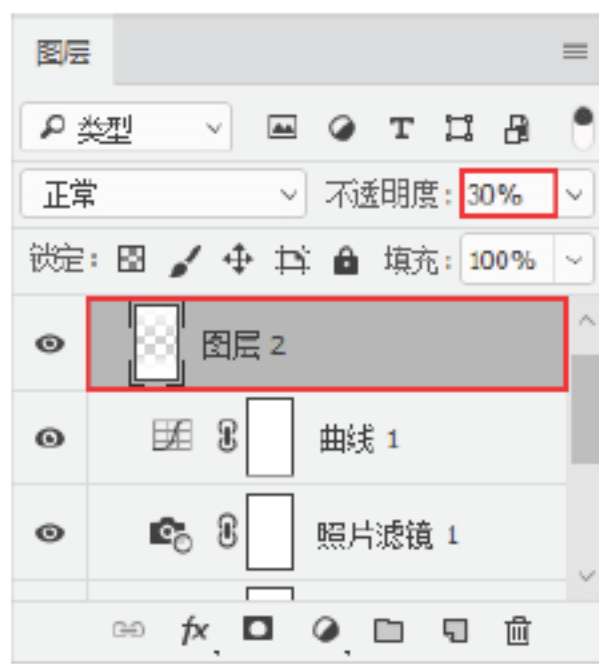 图层
类型
正常 不透明度: 30%
锁定: 填充: 100%
图层 2
曲线 1
照片滤镜 1
fx